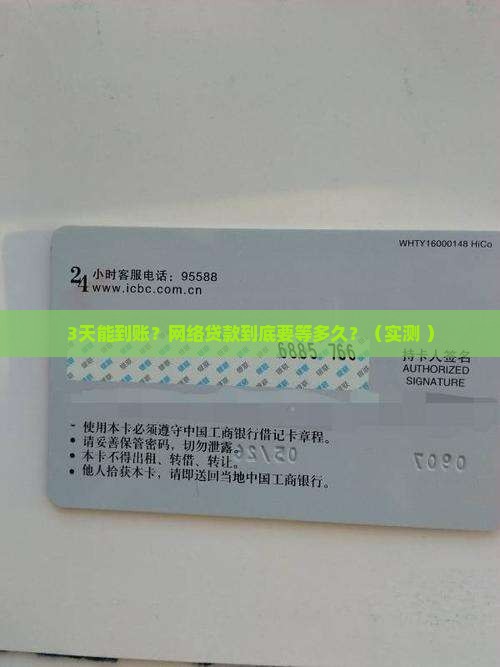 WHTY16000148 HiCo
24 小时客服电话：95588
www.icbc.com.cn
3天能到账？网络贷款到底要等多久？（实测 ）
6885 766
持卡人签名
AUTHORIZED
SIGNATURE
- 使用本卡必须遵守中国工商银行借记卡章程。
• 请妥善保管密码，切勿泄露。
• 本卡不得出租、转借、转让。
• 他人拾获本卡，请即送回当地中国工商银行。